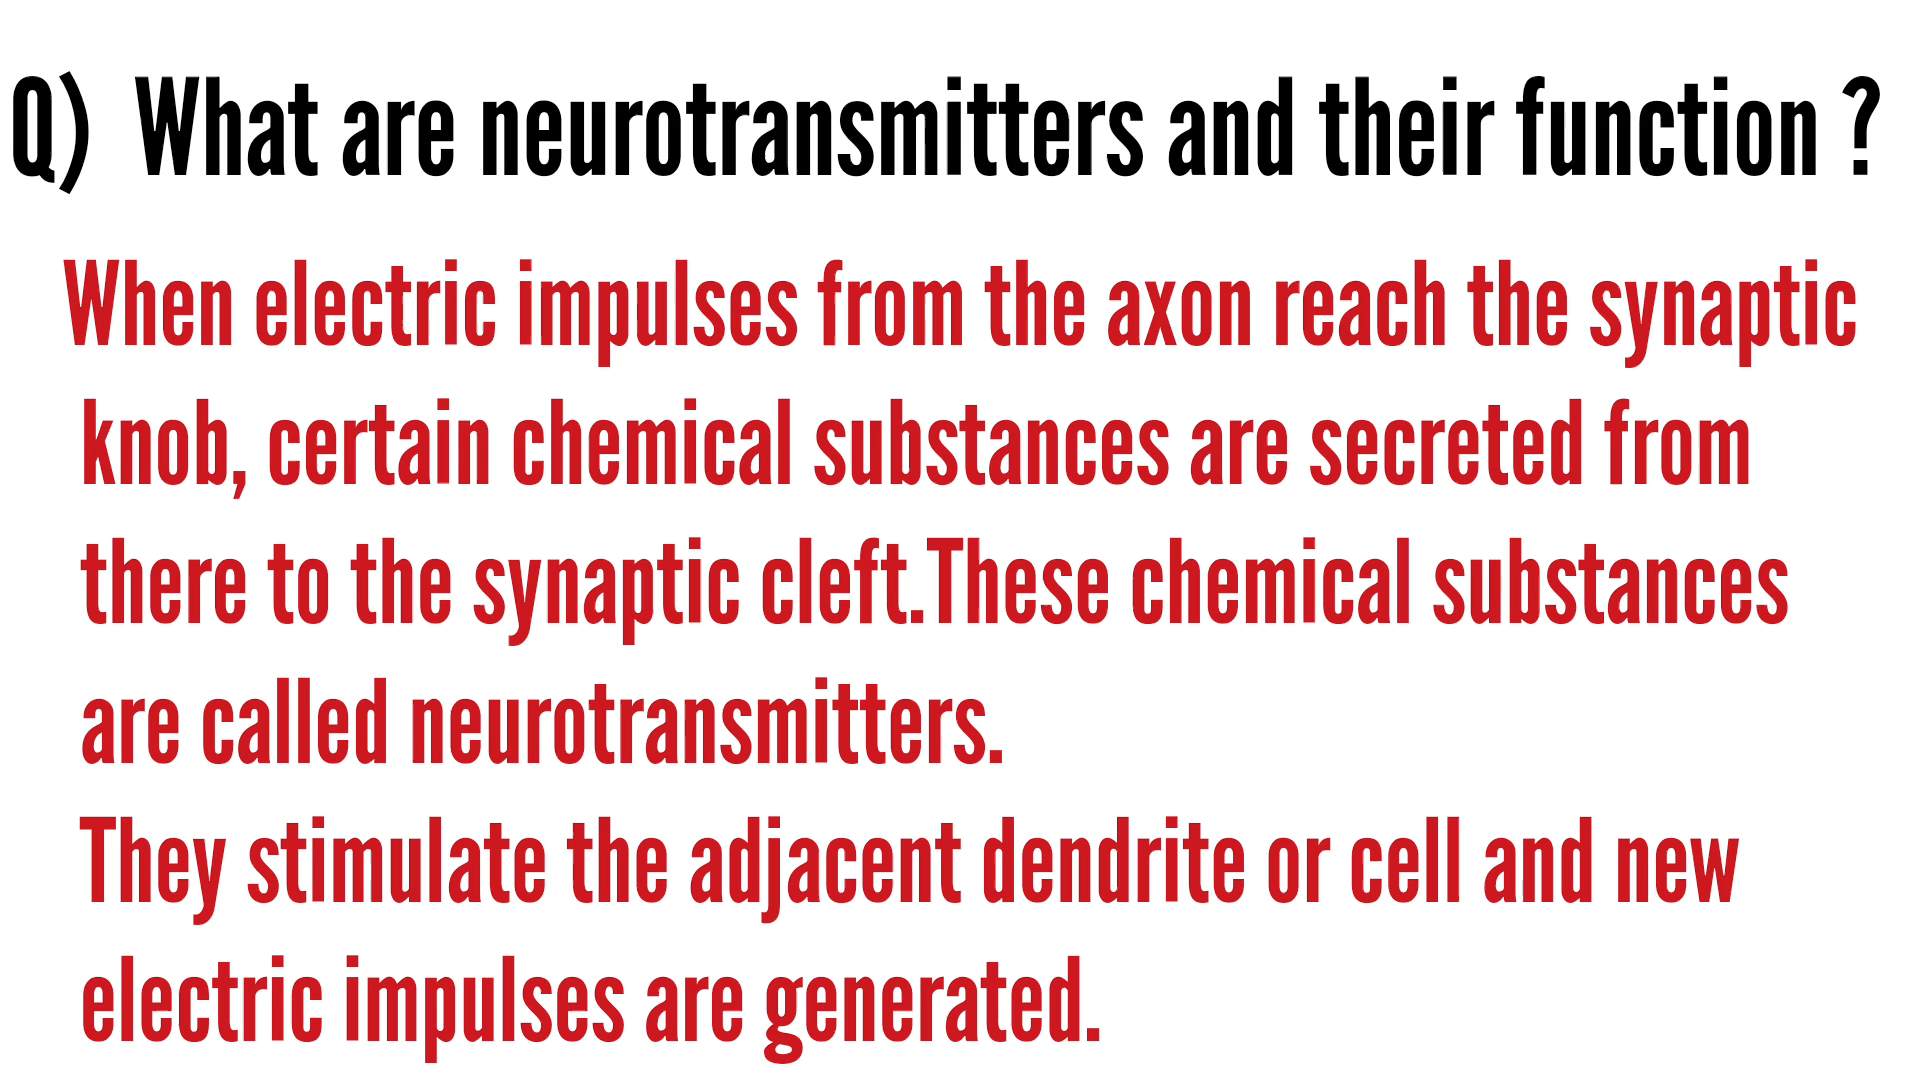 Q) What are neurotransmitters and their function ?
When electric impulses from the axon reach the synaptic
knob, certain chemical substances are secreted from
there to the synaptic cleft.These chemical substances
are called neurotransmitters.
They stimulate the adjacent dendrite or cell and new
electric impulses are generated.